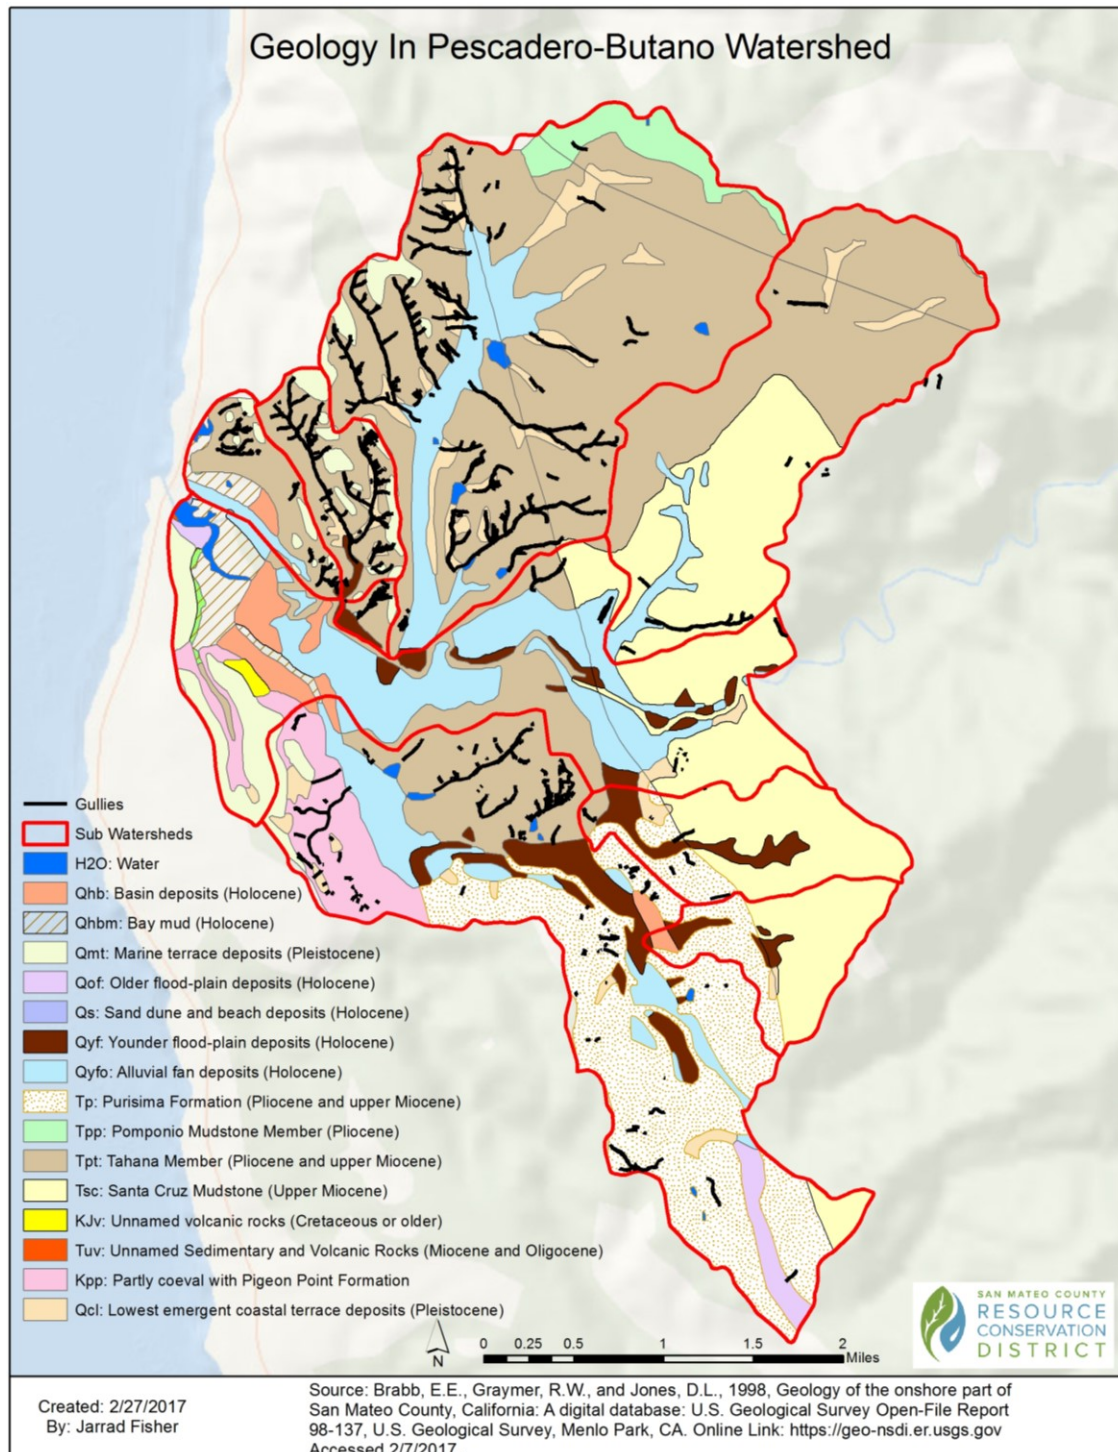 Geology In Pescadero-Butano Watershed
Gullies
Sub Watersheds
H2O: Water
Qhb: Basin deposits (Holocene)
Qhbm: Bay mud (Holocene)
Qmt: Marine terrace deposits (Pleistocene)
Qof: Older flood-plain deposits (Holocene)
Qs: Sand dune and beach deposits (Holocene)
Qyf: Younder flood-plain deposits (Holocene)
Qyfo: Alluvial fan deposits (Holocene)
Tp: Purisima Formation (Pliocene and upper Miocene)
Tpp: Pomponio Mudstone Member (Pliocene)
Tpt: Tahana Member (Pliocene and upper Miocene)
Tsc: Santa Cruz Mudstone (Upper Miocene)
KJv: Unnamed volcanic rocks (Cretaceous or older)
Tuv: Unnamed Sedimentary and Volcanic Rocks (Miocene and Oligocene)
Kpp: Partly coeval with Pigeon Point Formation
Qcl: Lowest emergent coastal terrace deposits (Pleistocene)
N
0 0.25 0.5 1 1.5 2
Miles
SAN MATEO COUNTY
RESOURCE
CONSERVATION
DISTRICT
Created: 2/27/2017
By: Jarrad Fisher
Source: Brabb, E.E., Graymer, R.W., and Jones, D.L., 1998, Geology of the onshore part of
San Mateo County, California: A digital database: U.S. Geological Survey Open-File Report
98-137, U.S. Geological Survey, Menlo Park, CA. Online Link: https://geo-nsdi.er.usgs.gov
Accessed 2/7/2017